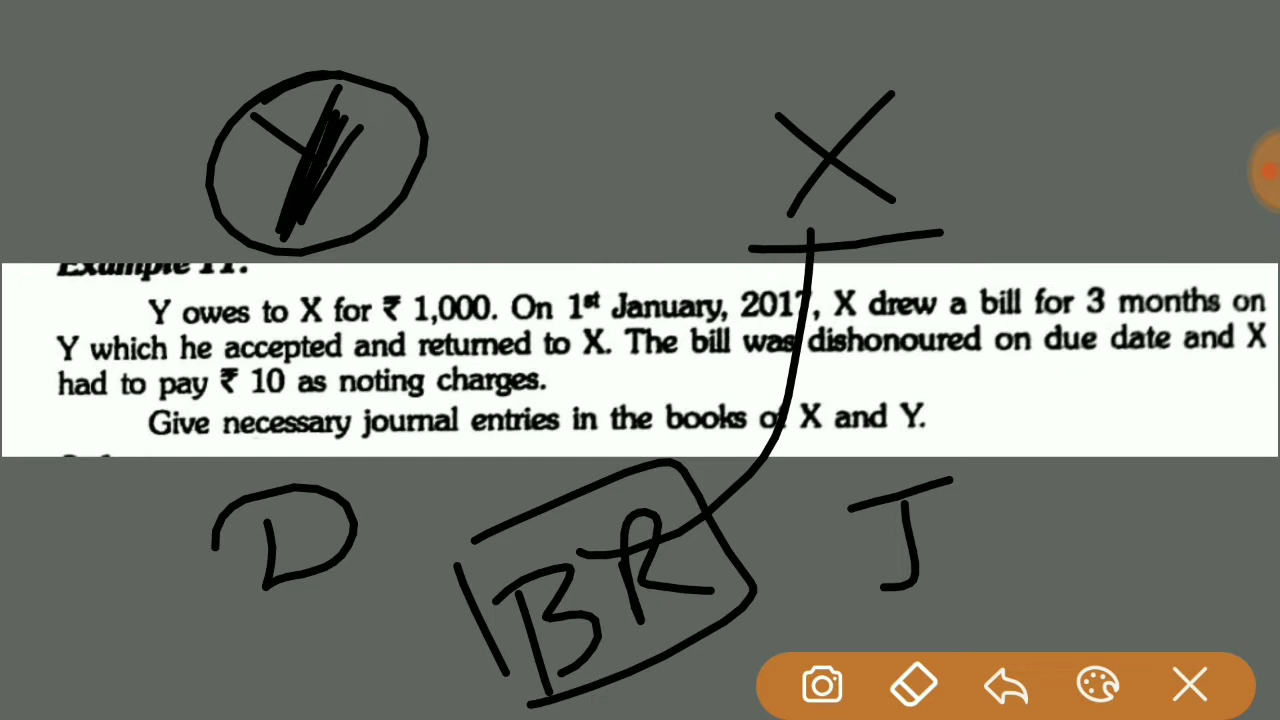 Y
X
Example 11:
Y owes to X for ₹ 1,000. On 1st January, 2017, X drew a bill for 3 months on
Y which he accepted and returned to X. The bill was dishonoured on due date and X
had to pay ₹ 10 as noting charges.
Give necessary journal entries in the books of X and Y.
D
BR
J